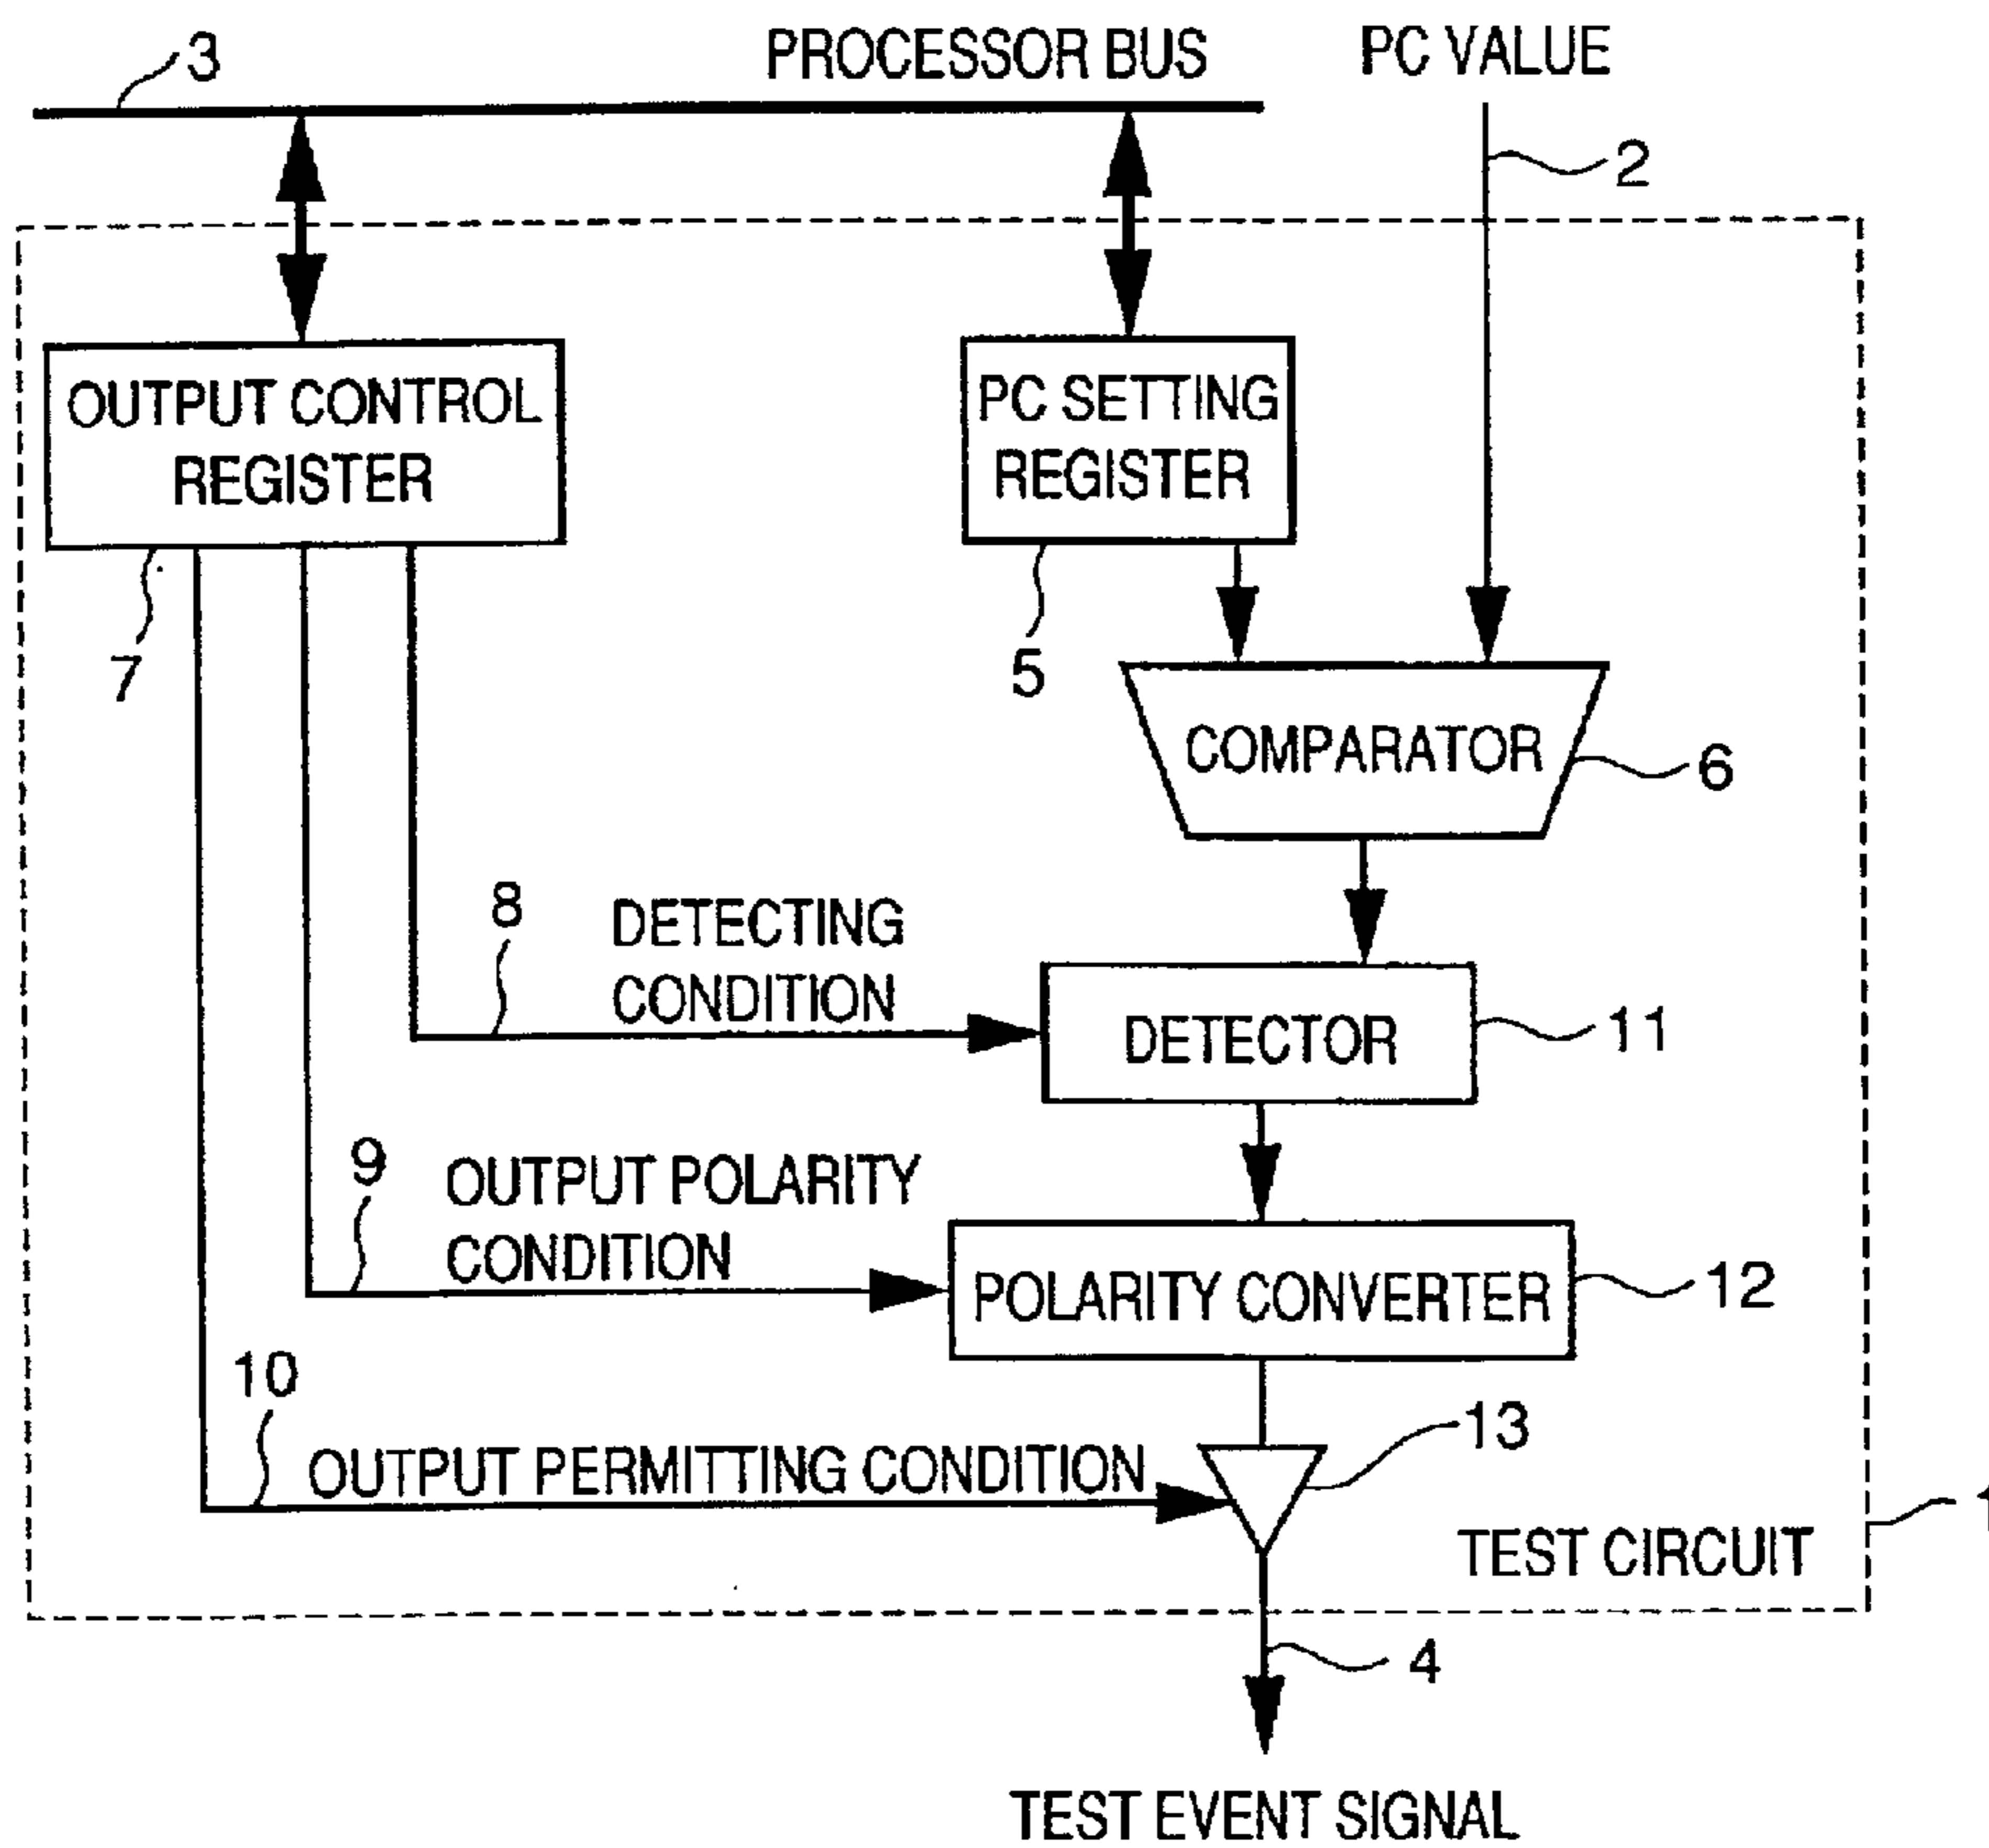 3
PROCESSOR BUS
PC VALUE
2
OUTPUT CONTROL
REGISTER
PC SETTING
REGISTER
7
5
COMPARATOR
6
8
DETECTING
CONDITION
DETECTOR
11
9
OUTPUT POLARITY
CONDITION
POLARITY CONVERTER
12
10
OUTPUT PERMITTING CONDITION
13
TEST CIRCUIT
1
4
TEST EVENT SIGNAL